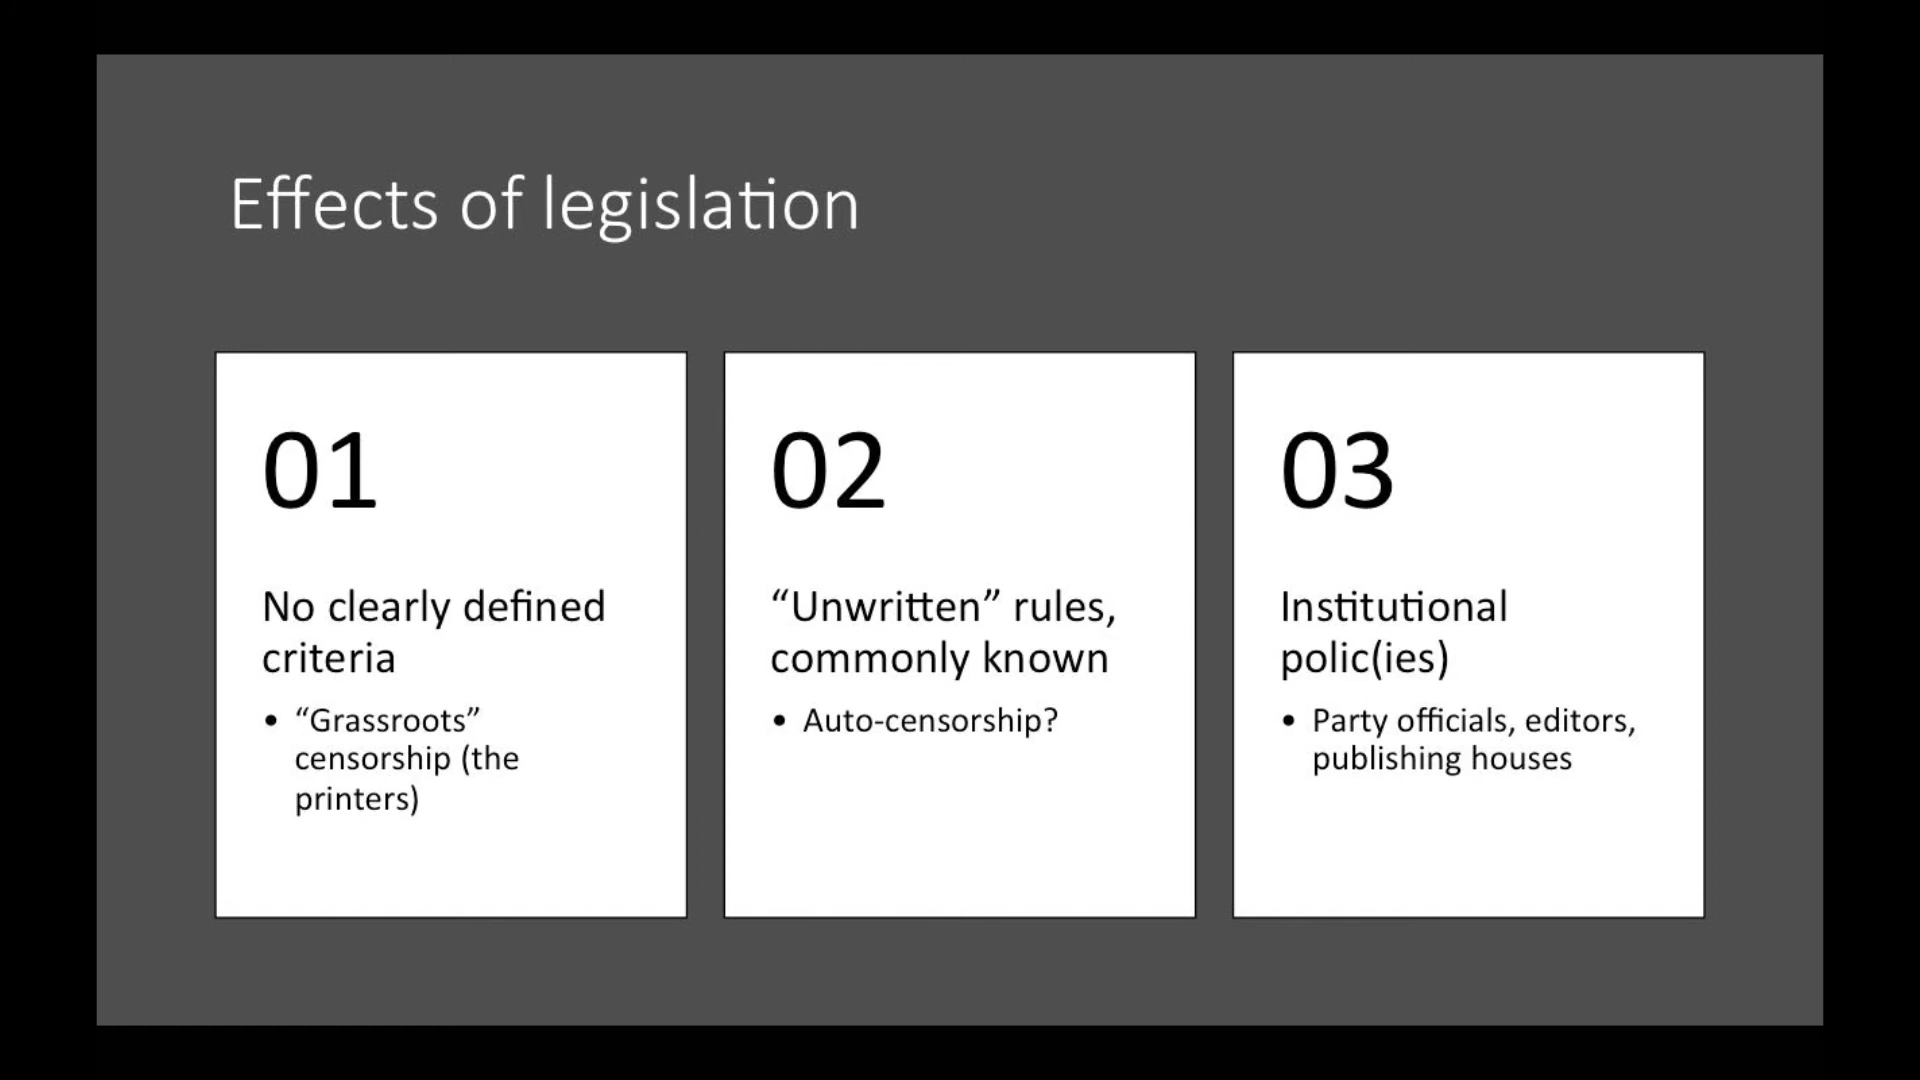 Effects of legislation
01
No clearly defined
criteria
• “Grassroots”
censorship (the
printers)
02
“Unwritten” rules,
commonly known
• Auto-censorship?
03
Institutional
polic(ies)
• Party officials, editors,
publishing houses